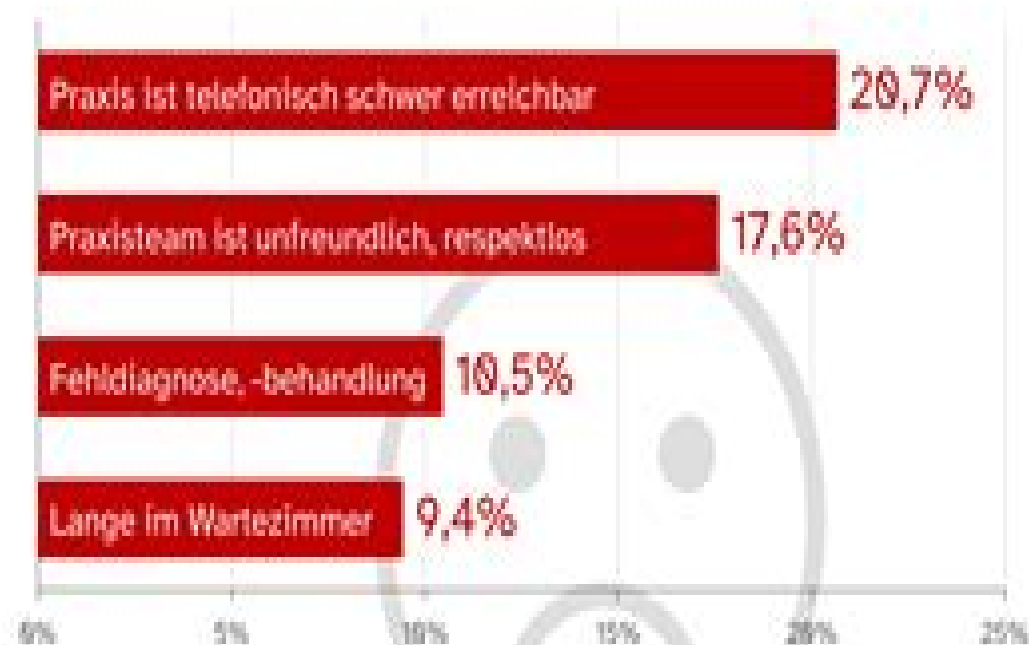 Praxis ist telefonisch schwer erreichbar 20,7%
Praxisteam ist unfreundlich, respektlos 17,6%
Fehldiagnose, -behandlung 10,5%
Lange im Wartezimmer 9,4%
0% 5% 10% 15% 20% 25%